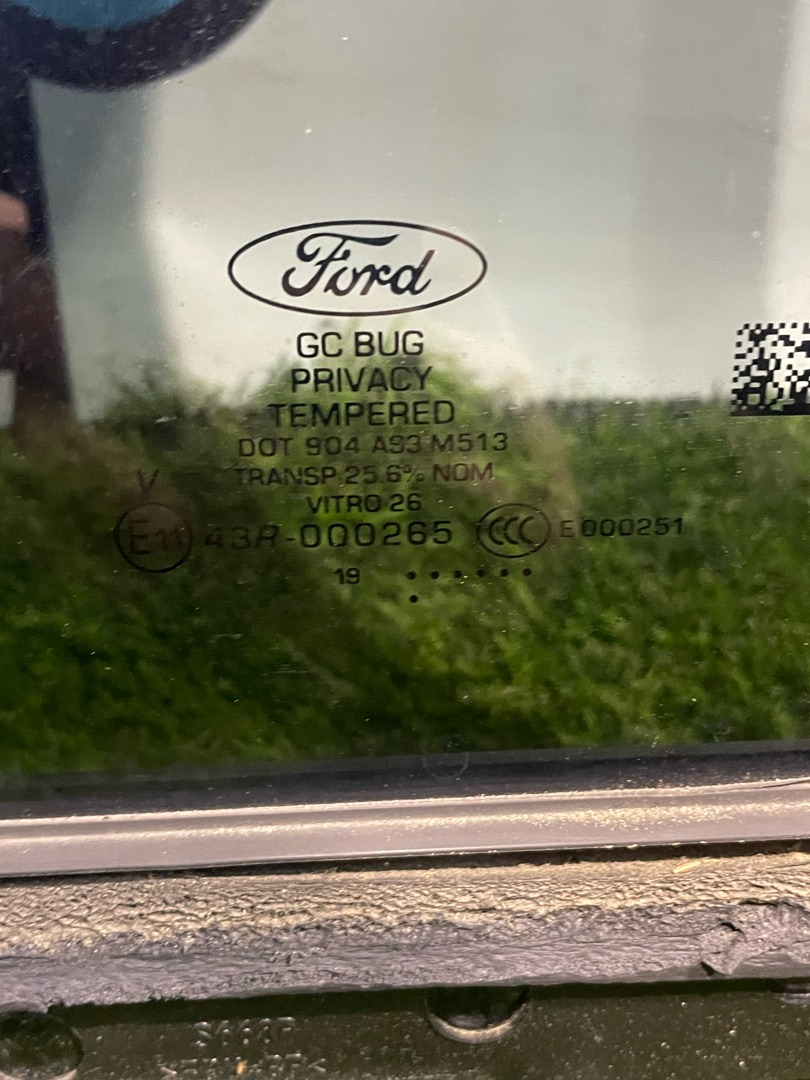 Ford
GC BUG
PRIVACY
TEMPERED
DOT 904 AS3 M513
TRANSP 25.6% NOM
VITRO 26
V
E11 43R-000265 CCC E 000251
19